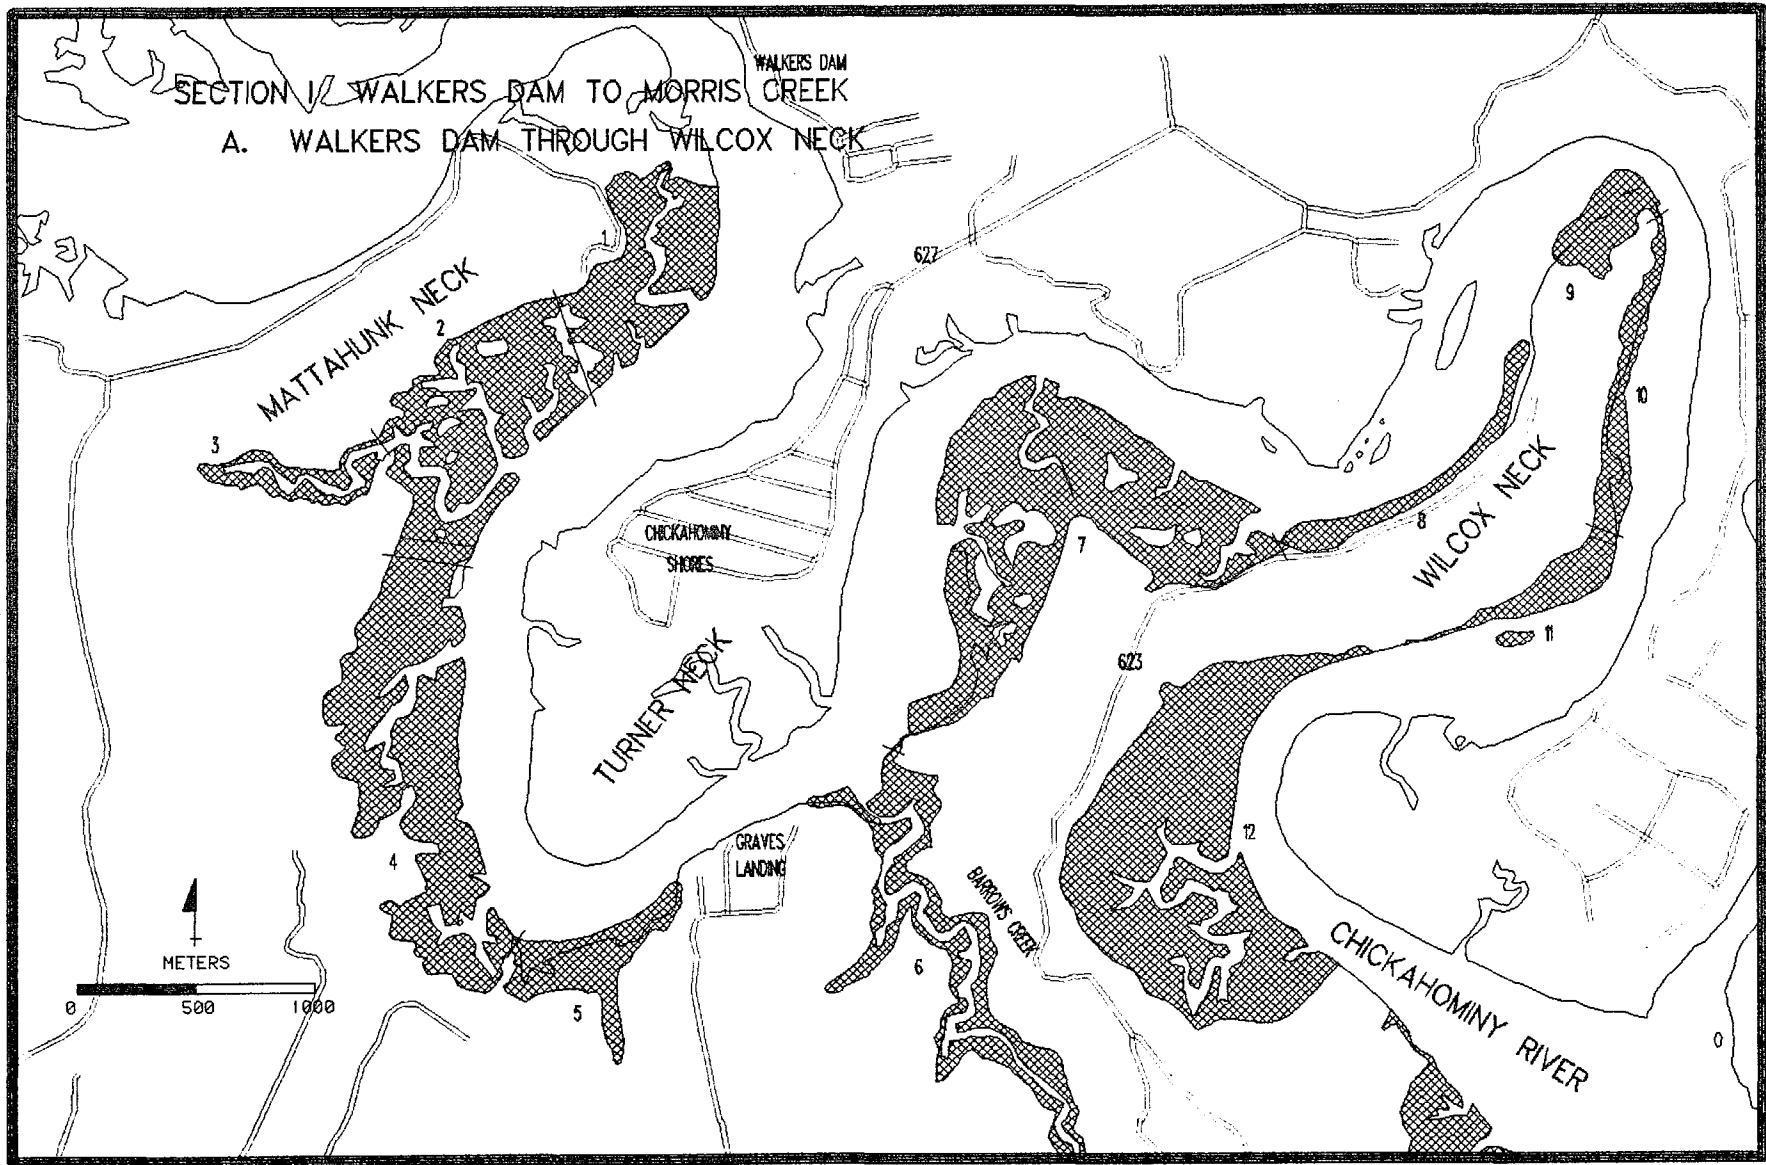 WALKERS DAM
SECTION I WALKERS DAM TO MORRIS CREEK
A. WALKERS DAM THROUGH WILCOX NECK
1
627
MATTAHUNK NECK
2
9
10
3
8
WILCOX NECK
CHICKAHOMINY
SHORES
7
TURNER NECK
623
11
12
4
GRAVES
LANDING
BARROWS CREEK
CHICKAHOMINY RIVER
METERS
0 500 1000
5
6